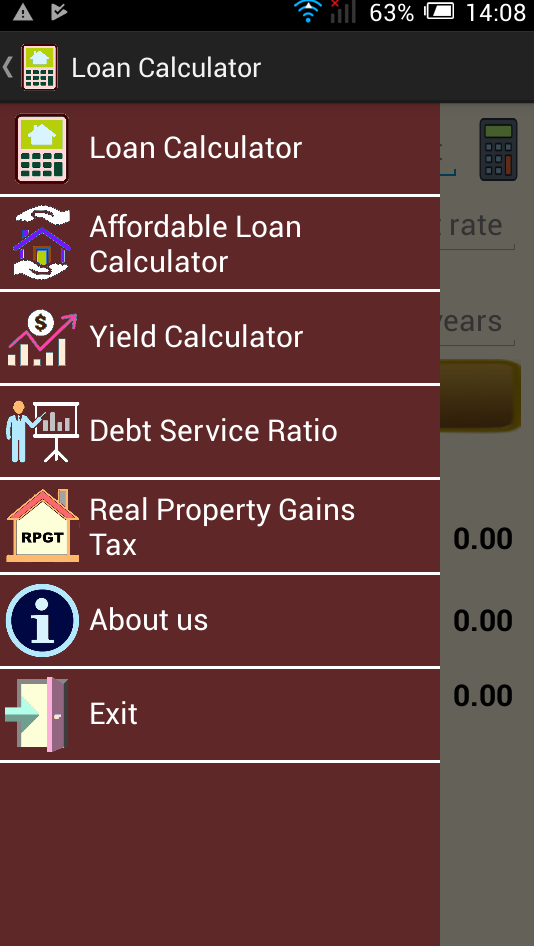 63% 14:08
Loan Calculator
Loan Calculator
Affordable Loan
Calculator
rate
Yield Calculator
years
$
Debt Service Ratio
Real Property Gains
Tax
RPGT
0.00
About us
0.00
Exit
0.00